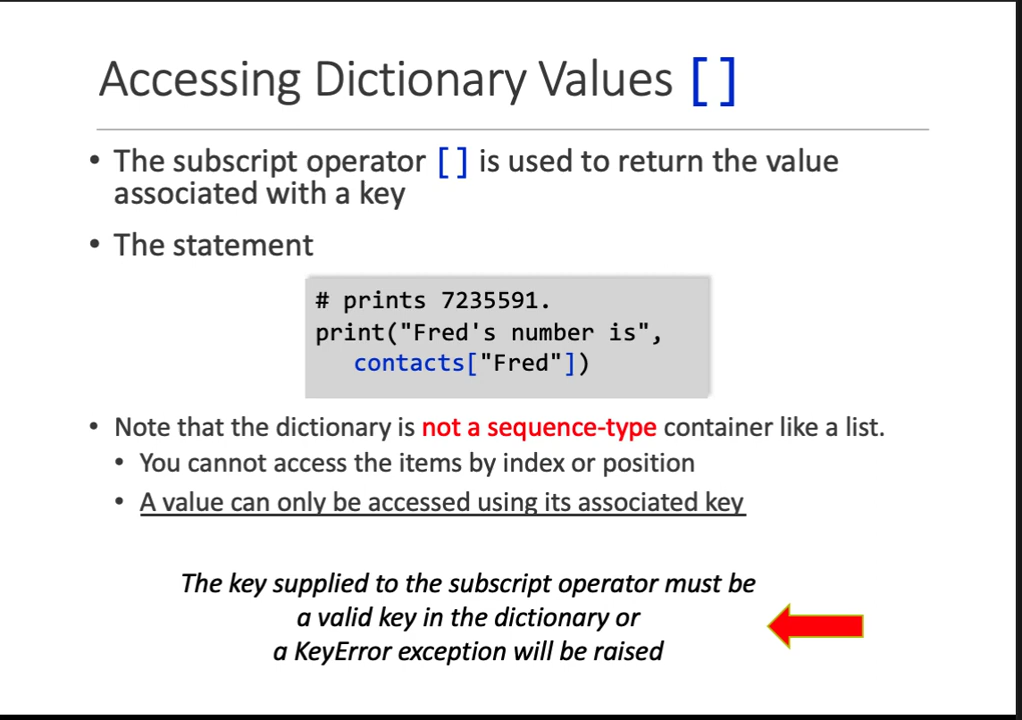 Accessing Dictionary Values []
• The subscript operator [] is used to return the value
associated with a key
• The statement
# prints 7235591.
print("Fred's number is",
contacts["Fred"])
• Note that the dictionary is not a sequence-type container like a list.
• You cannot access the items by index or position
• A value can only be accessed using its associated key
The key supplied to the subscript operator must be
a valid key in the dictionary or
a KeyError exception will be raised